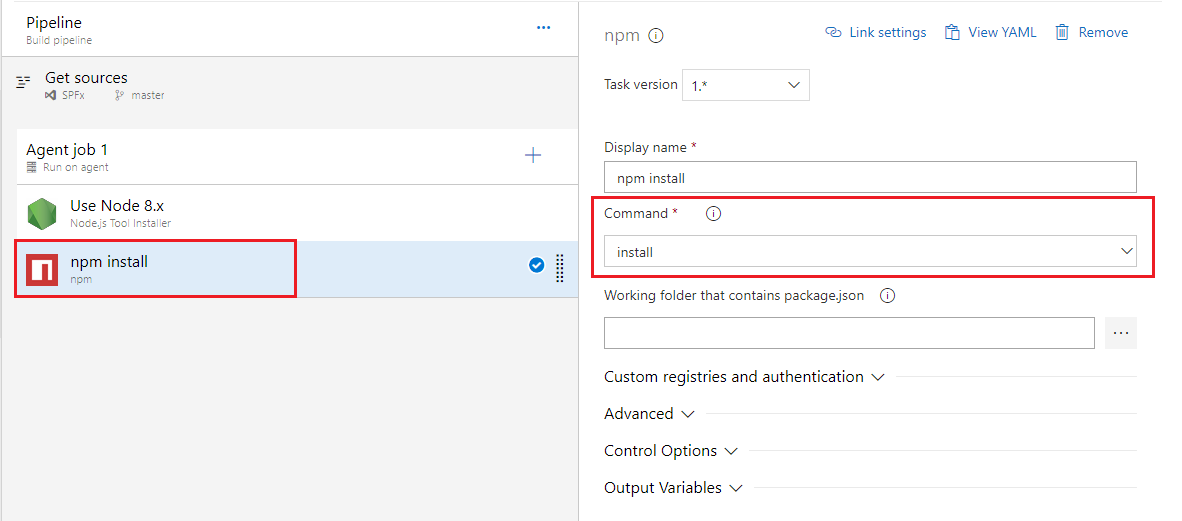 Pipeline
Build pipeline
...
Get sources
SPFx master
Agent job 1
Run on agent
Use Node 8.x
Node.js Tool Installer
npm install
npm
npm
Link settings
View YAML
Remove
Task version 1.*
Display name *
npm install
Command *
install
Working folder that contains package.json
...
Custom registries and authentication
Advanced
Control Options
Output Variables